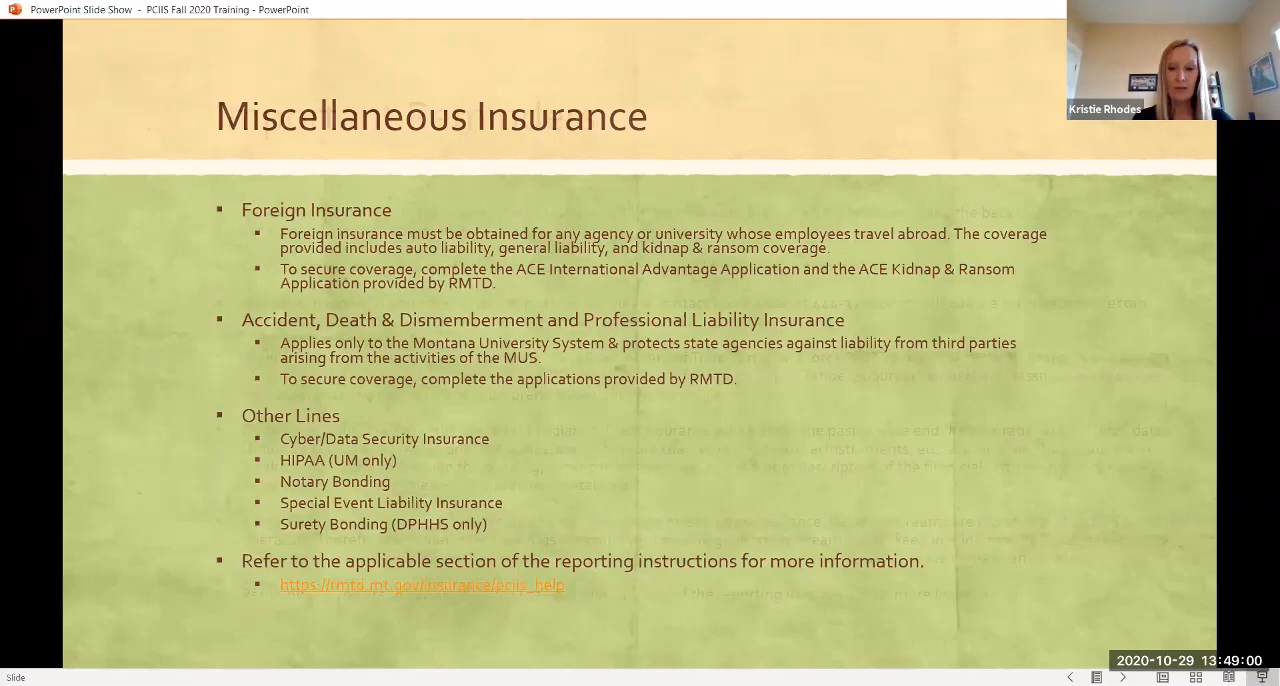 PowerPoint Slide Show - PCIIS Fall 2020 Training - PowerPoint
Kristie Rhodes
Miscellaneous Insurance
Foreign Insurance
Foreign insurance must be obtained for any agency or university whose employees travel abroad. The coverage
provided includes auto liability, general liability, and kidnap & ransom coverage.
To secure coverage, complete the ACE International Advantage Application and the ACE Kidnap & Ransom
Application provided by RMTD.
Accident, Death & Dismemberment and Professional Liability Insurance
Applies only to the Montana University System & protects state agencies against liability from third parties
arising from the activities of the MUS.
To secure coverage, complete the applications provided by RMTD.
Other Lines
Cyber/Data Security Insurance
HIPAA (UM only)
Notary Bonding
Special Event Liability Insurance
Surety Bonding (DPHHS only)
Refer to the applicable section of the reporting instructions for more information.
https://rmtd.mt.gov/insurance/pciis_help
2020-10-29 13:49:00
Slide